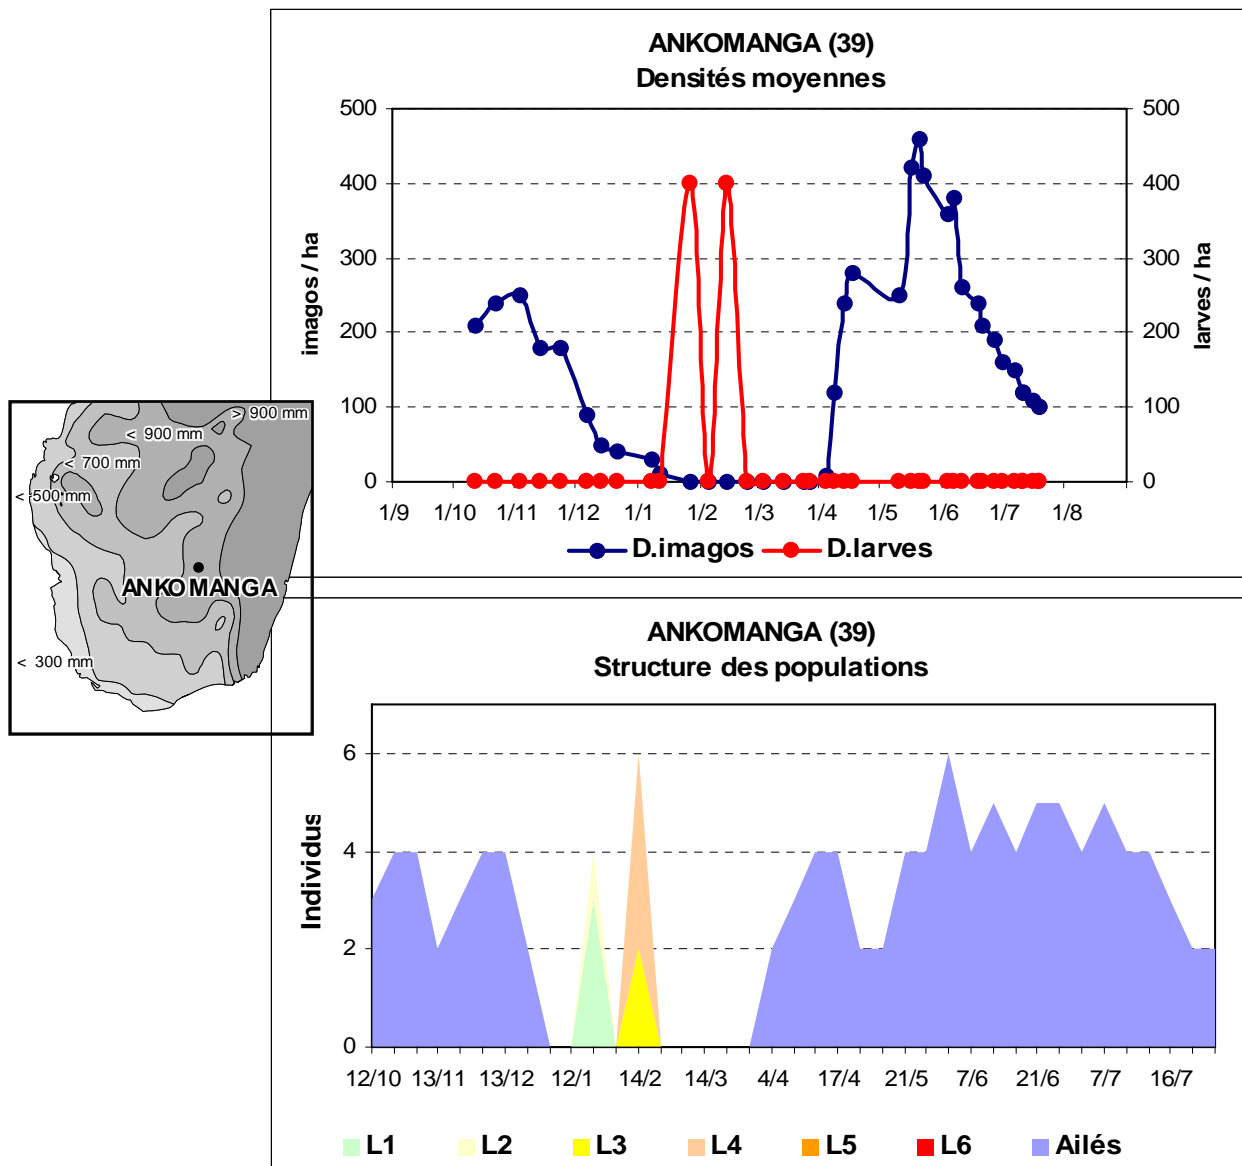 ANKOMANGA (39)
Densités moyennes
500 500
400 400
300 300
200 200
100 100
0 0
imagos / ha
larves / ha
1/9 1/10 1/11 1/12 1/1 1/2 1/3 1/4 1/5 1/6 1/7 1/8
D.imagos D.larves
> 900 mm
< 900 mm
< 700 mm
< 500 mm
ANKOMANGA
< 300 mm
ANKOMANGA (39)
Structure des populations
6
4
2
0
Individus
12/10 13/11 13/12 12/1 14/2 14/3 4/4 17/4 21/5 7/6 21/6 7/7 16/7
L1 L2 L3 L4 L5 L6 Ailés